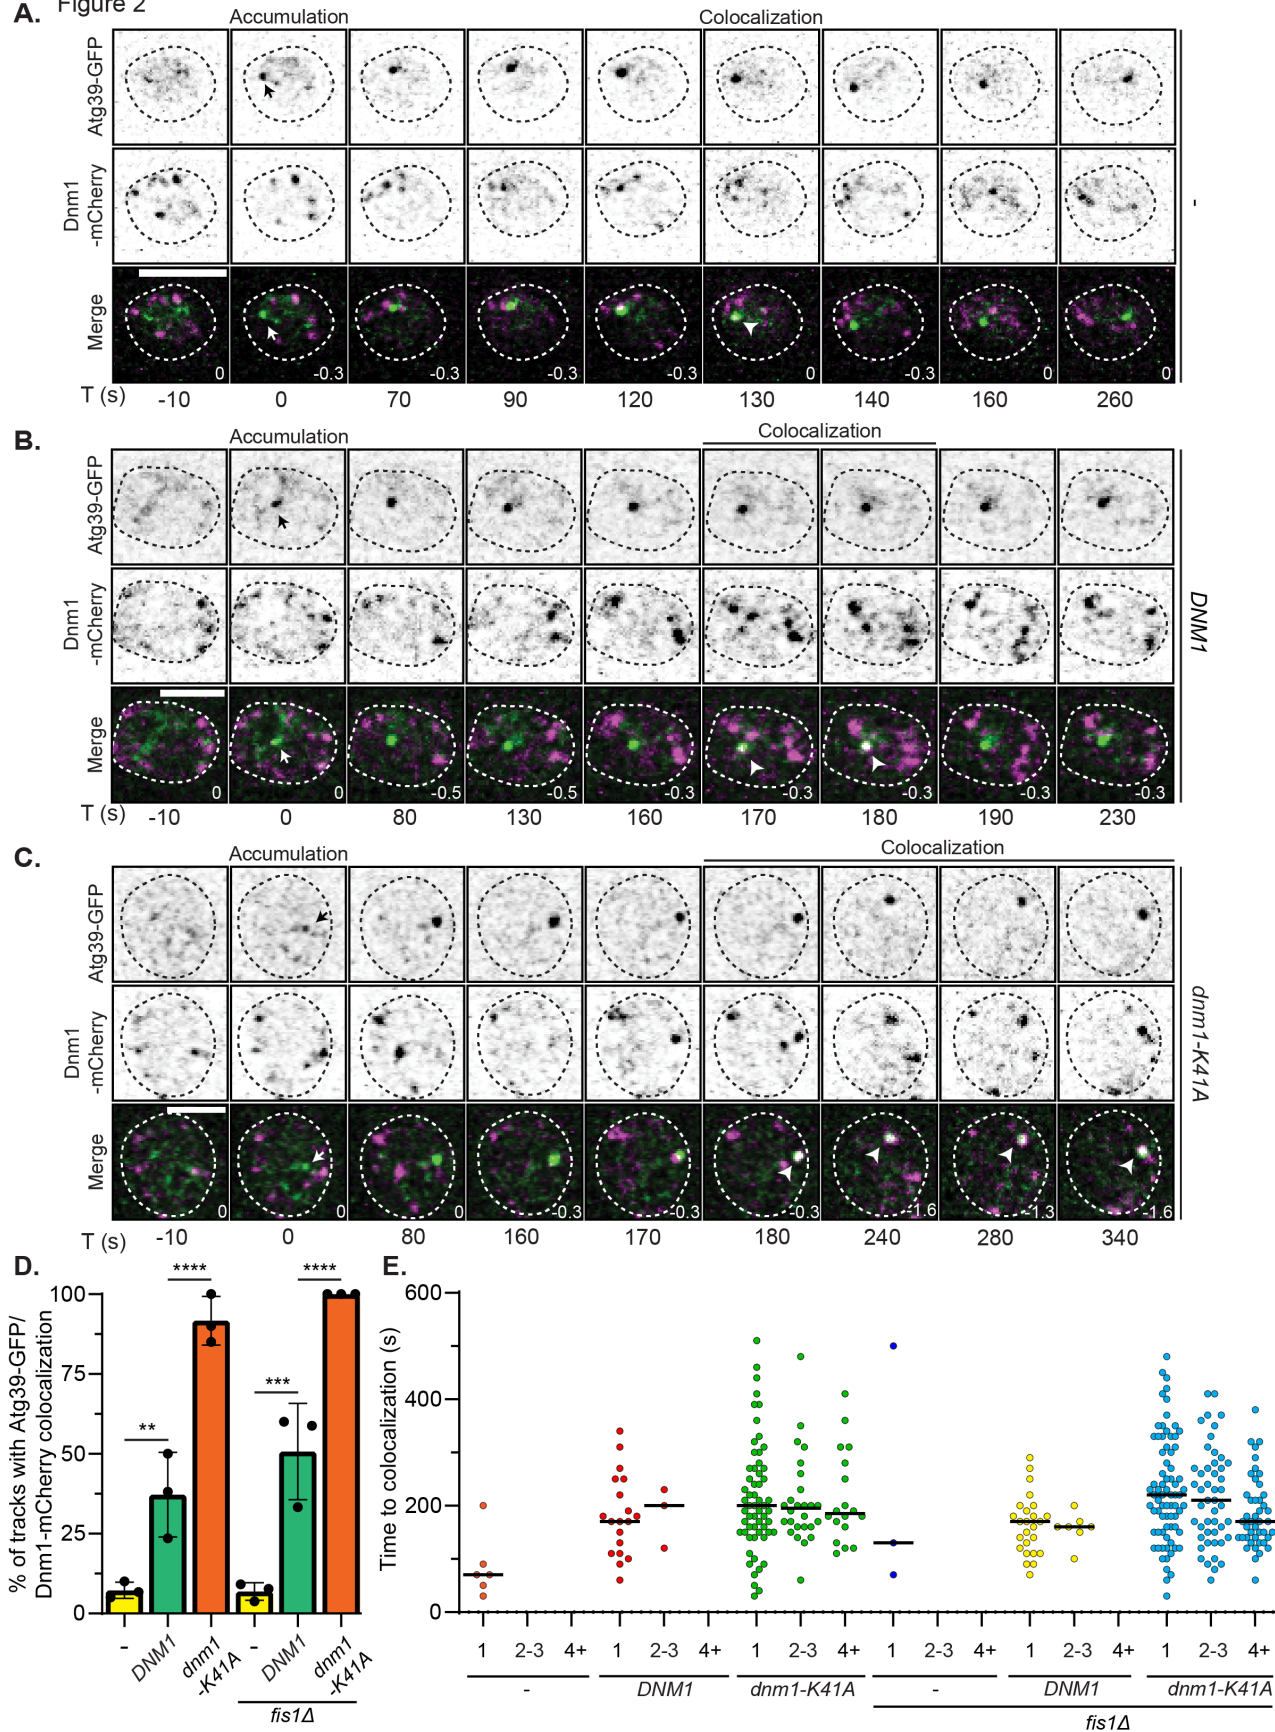 Figure 2
A.
Accumulation
Colocalization
Atg39-GFP
Dnm1
-mCherry
Merge
0
-0.3
-0.3
-0.3
-0.3
0
-0.3
0
0
T (s)
-10
0
70
90
120
130
140
160
260
B.
Accumulation
Colocalization
Atg39-GFP
Dnm1
-mCherry
Merge
DNM1
0
0
-0.5
-0.5
-0.3
-0.3
-0.3
-0.3
-0.3
T (s)
-10
0
80
130
160
170
180
190
230
C.
Accumulation
Colocalization
Atg39-GFP
Dnm1
-mCherry
Merge
dnm1-K41A
0
0
0
-0.3
-0.3
-0.3
-1.6
-1.3
-1.6
T (s)
-10
0
80
160
170
180
240
280
340
D.
% of tracks with Atg39-GFP/
Dnm1-mCherry colocalization
100
75
50
25
0
**
****
***
****
-
DNM1
dnm1
-K41A
-
DNM1
dnm1
-K41A
fis1Δ
E.
Time to colocalization (s)
600
400
200
0
1 2-3 4+ 1 2-3 4+ 1 2-3 4+ 1 2-3 4+ 1 2-3 4+ 1 2-3 4+
- DNM1 dnm1-K41A - DNM1 dnm1-K41A
fis1Δ